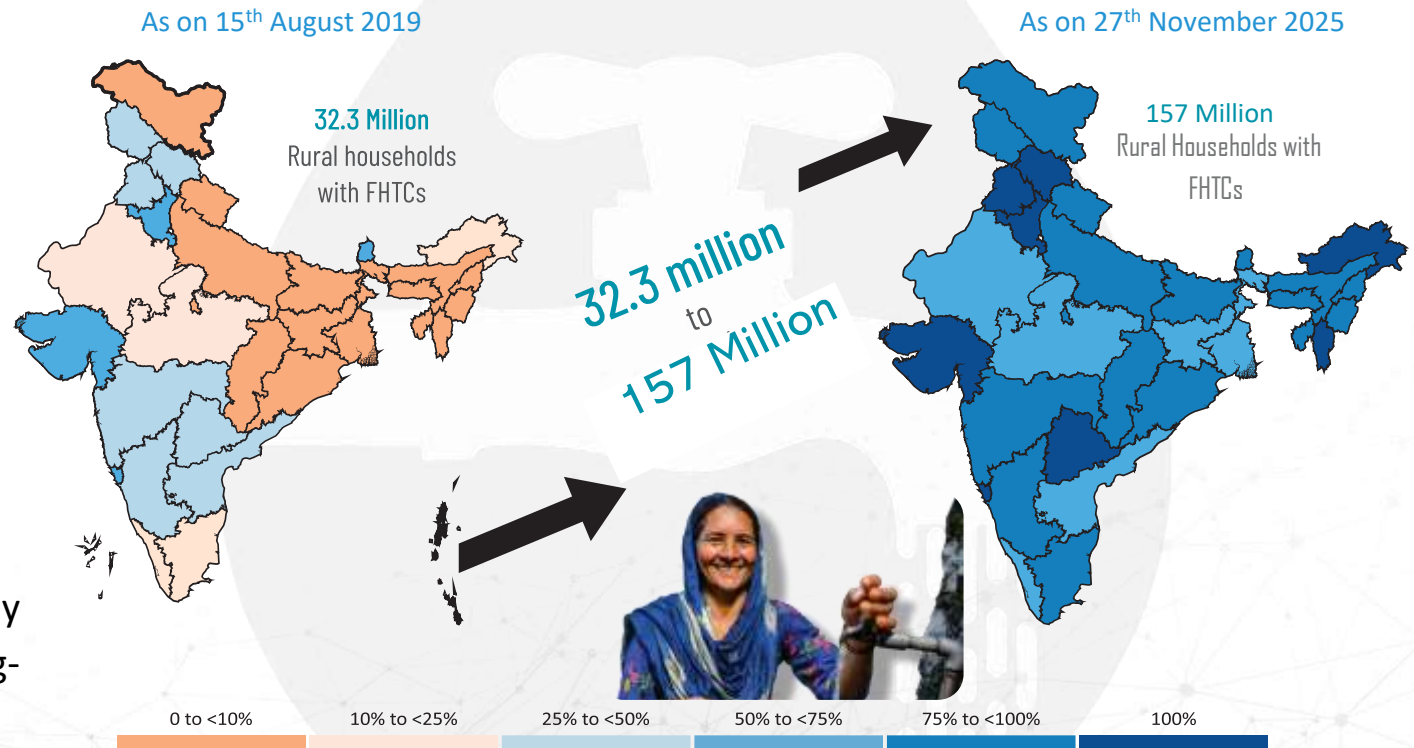 As on 15th August 2019
As on 27th November 2025
32.3 Million
Rural households
with FHTCs
157 Million
Rural Households with
FHTCs
32.3 million
to
157 Million
y
g-
0 to <10%
10% to <25%
25% to <50%
50% to <75%
75% to <100%
100%